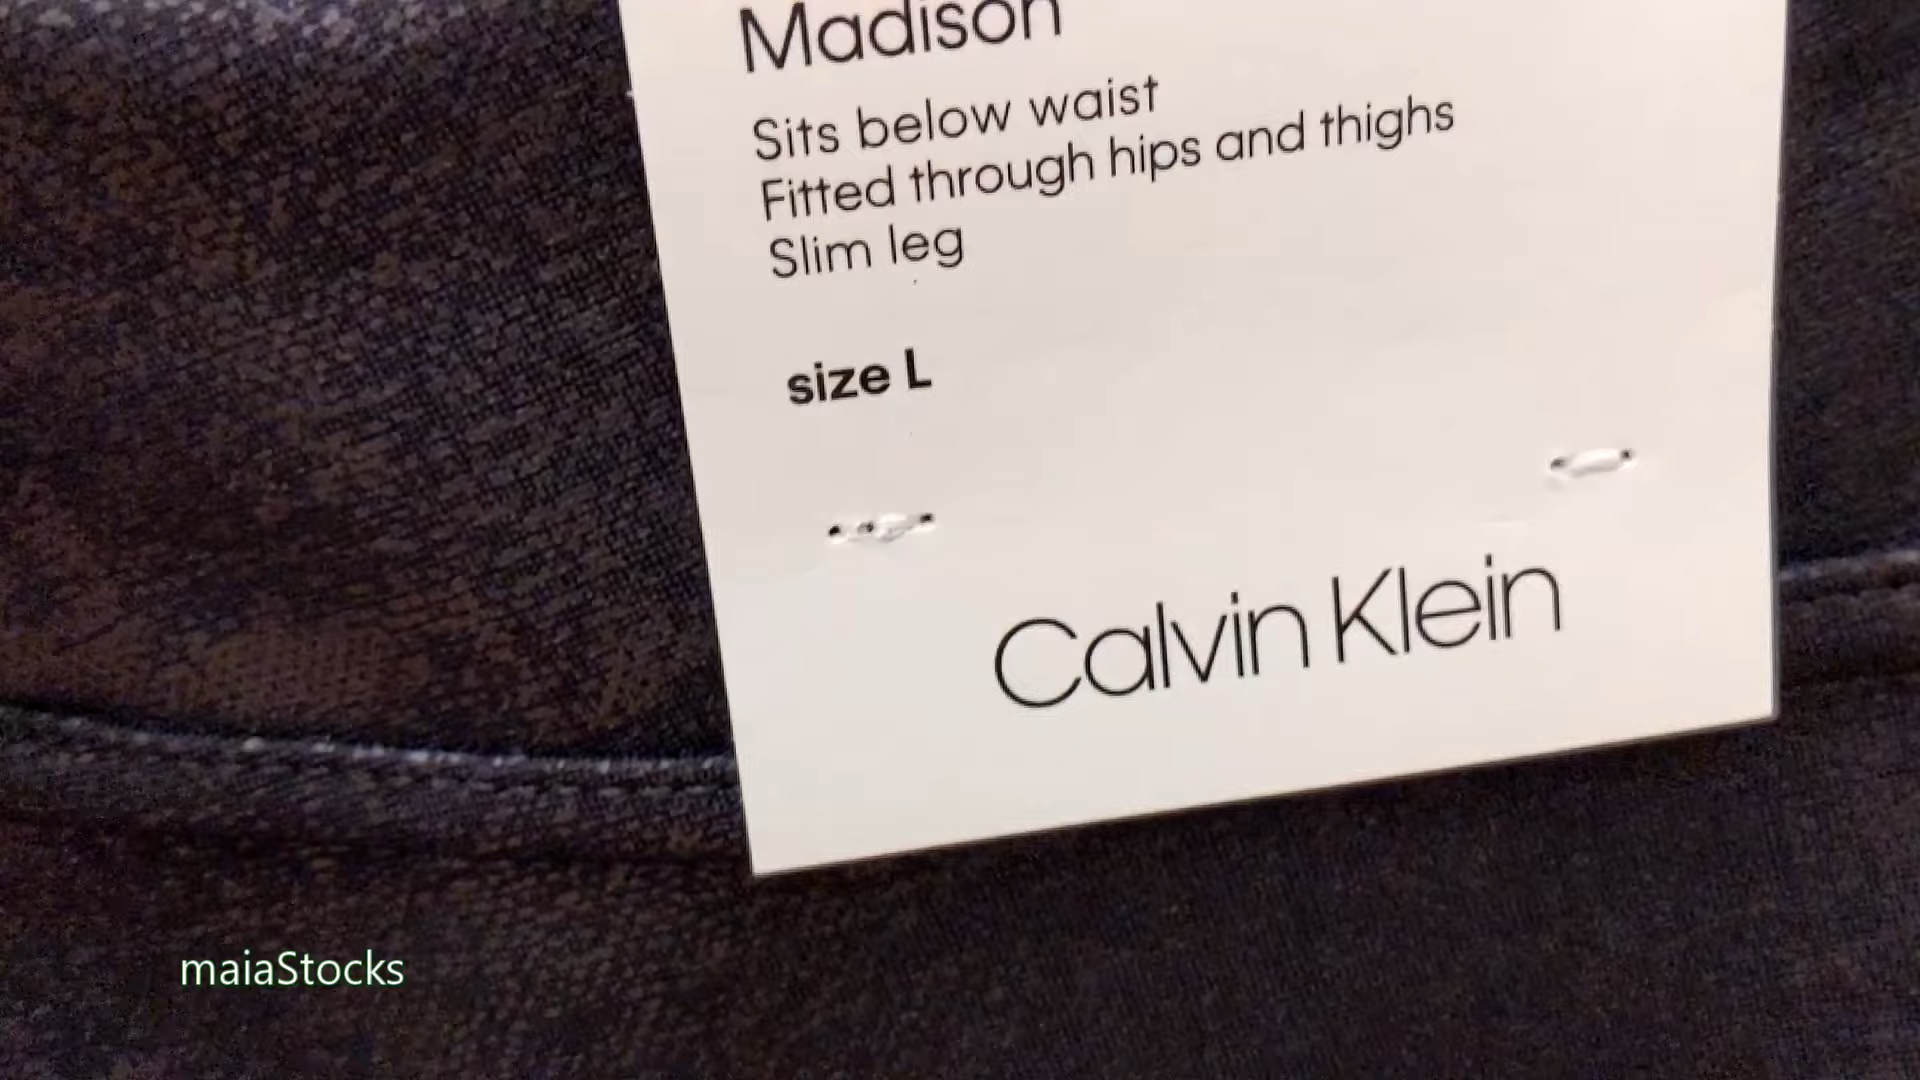 Madison
Sits below waist
Fitted through hips and thighs
Slim leg
size L
Calvin Klein
maiaStocks